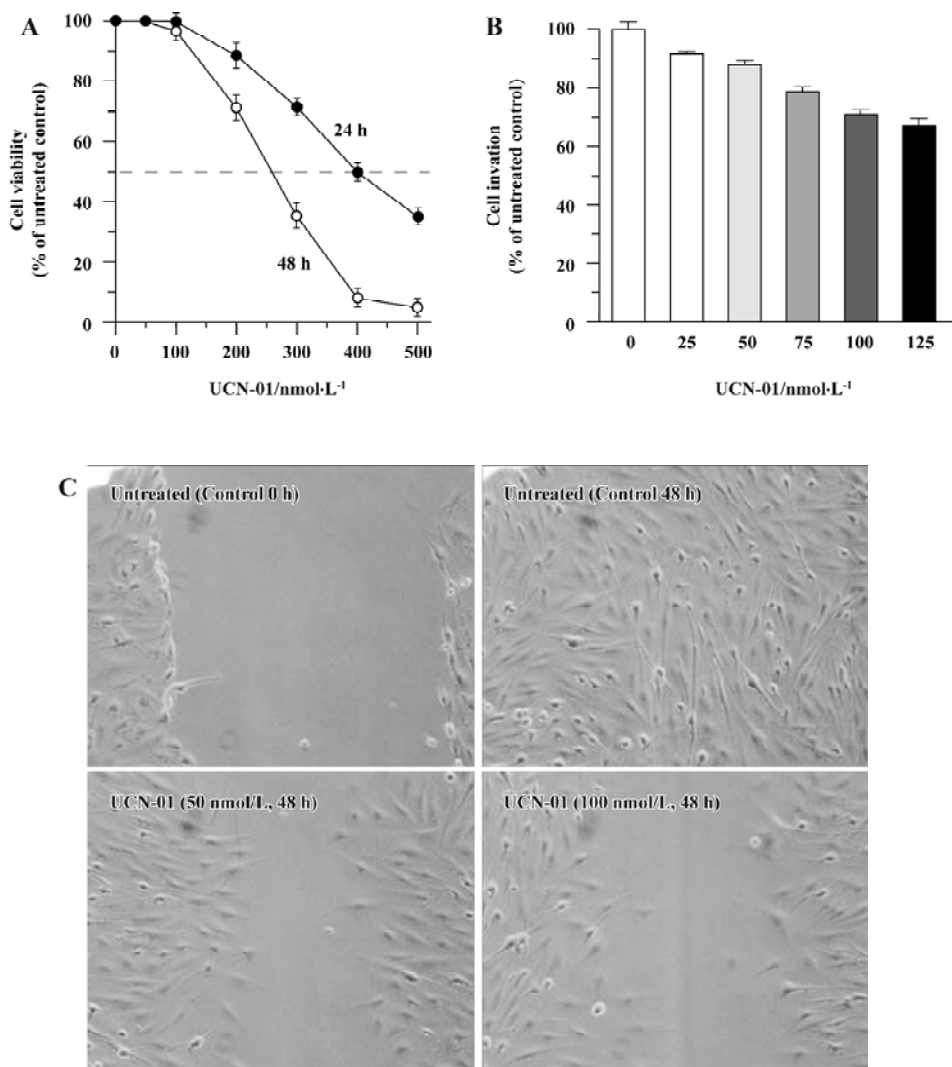 A
100
80
60
40
20
0
Cell viability
(% of untreated control)
24 h
48 h
0 100 200 300 400 500
UCN-01/nmol·L⁻¹
B
100
80
60
40
20
0
Cell invation
(% of untreated control)
0 25 50 75 100 125
UCN-01/nmol·L⁻¹
C
Untreated (Control 0 h)
Untreated (Control 48 h)
UCN-01 (50 nmol/L, 48 h)
UCN-01 (100 nmol/L, 48 h)